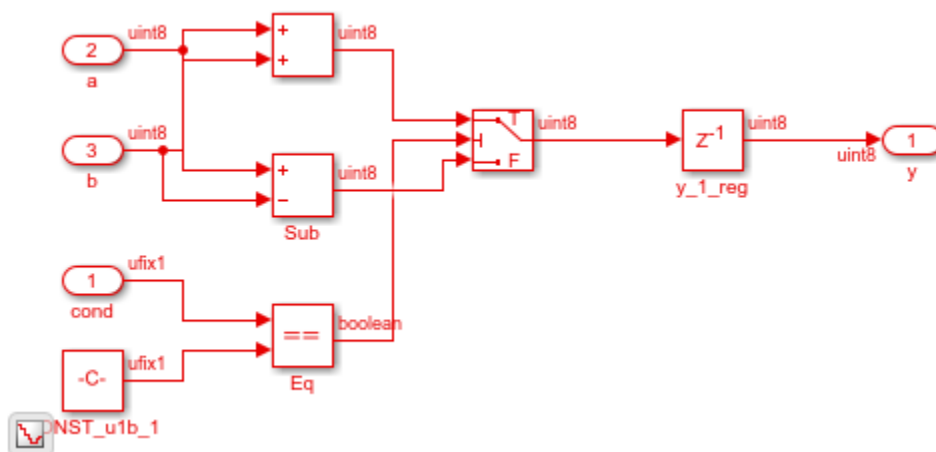 uint8
2
a
+
+
uint8
uint8
3
b
+
−
uint8
Sub
T
F
uint8
Z-1
uint8
y_1_reg
uint8
1
y
ufix1
1
cond
==
boolean
Eq
-C-
ufix1
NST_u1b_1